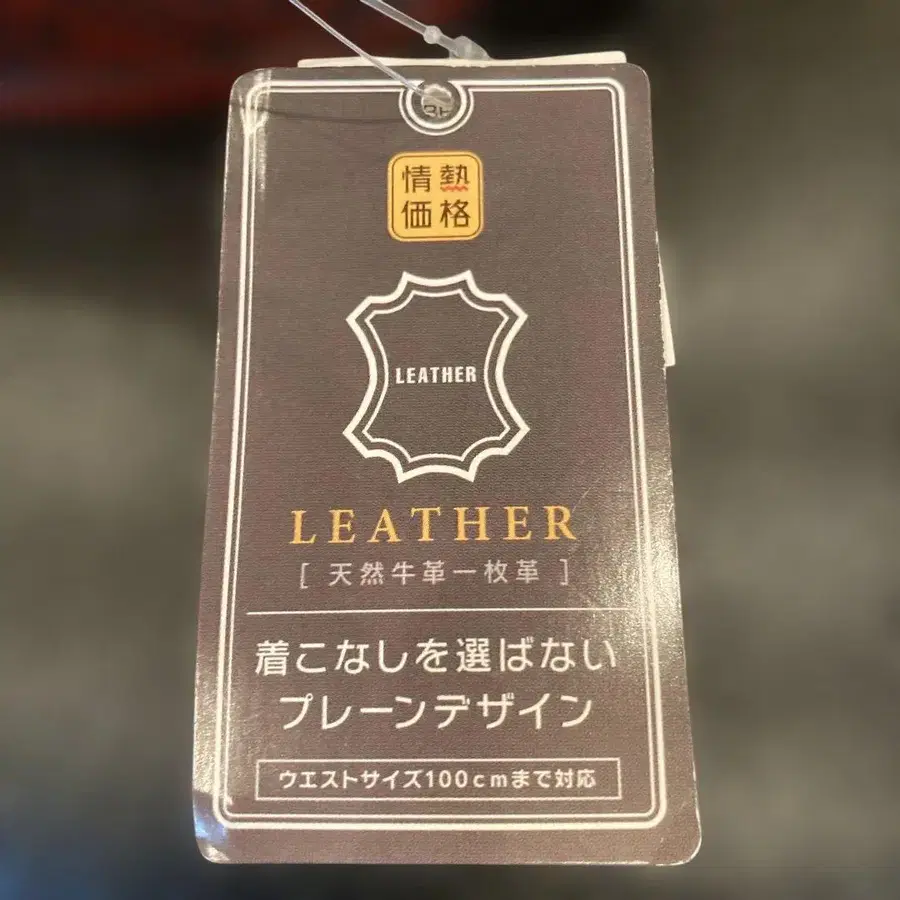 情熱
価格
LEATHER
LEATHER
[ 天然牛革一枚革 ]
着こなしを選ばない
プレーンデザイン
ウエストサイズ100cmまで対応